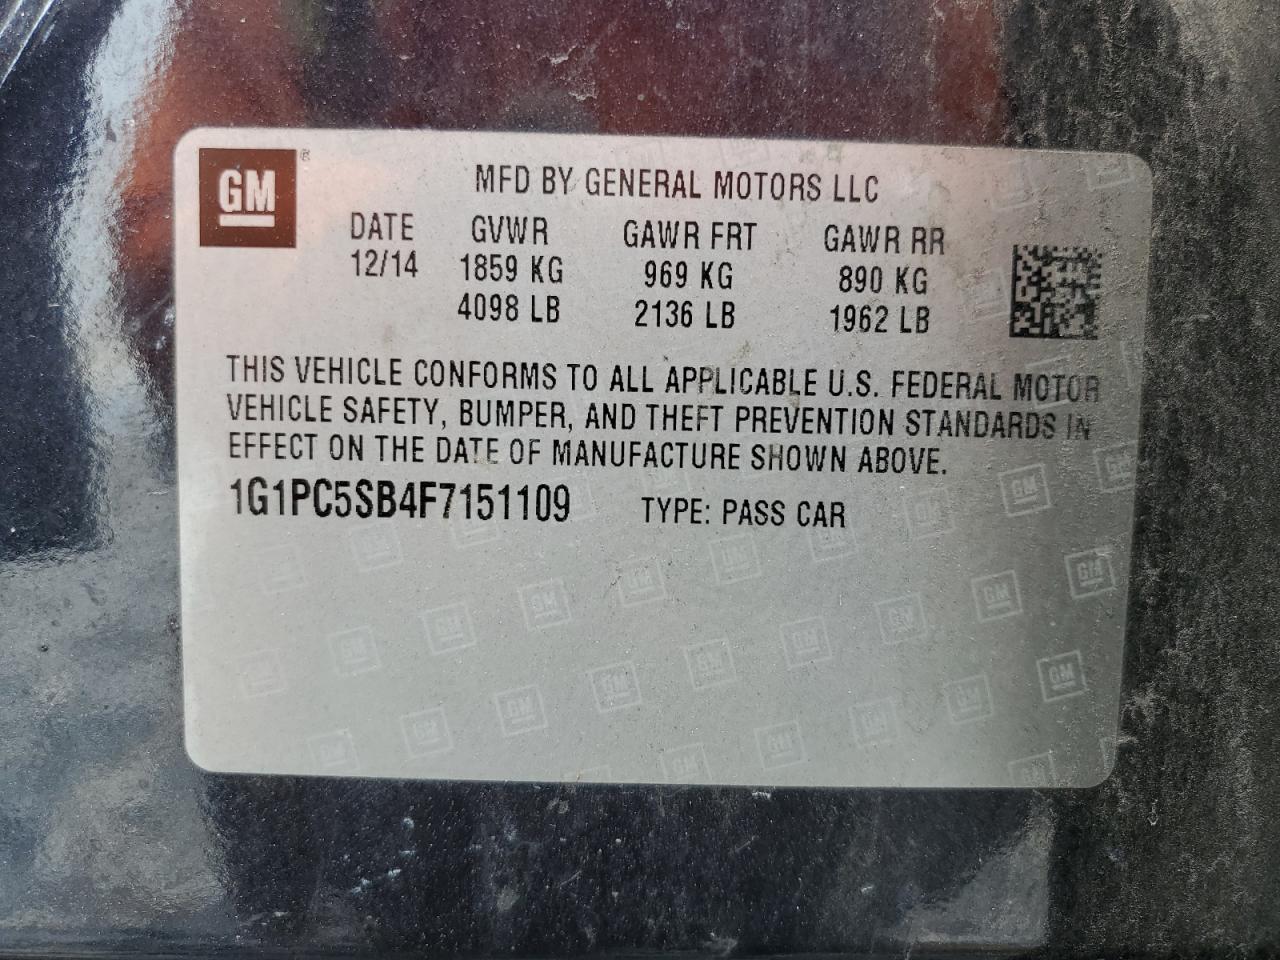 GM
MFD BY GENERAL MOTORS LLC
DATE GVWR GAWR FRT GAWR RR
12/14 1859 KG 969 KG 890 KG
4098 LB 2136 LB 1962 LB
THIS VEHICLE CONFORMS TO ALL APPLICABLE U.S. FEDERAL MOTOR
VEHICLE SAFETY, BUMPER, AND THEFT PREVENTION STANDARDS IN
EFFECT ON THE DATE OF MANUFACTURE SHOWN ABOVE.
1G1PC5SB4F7151109 TYPE: PASS CAR